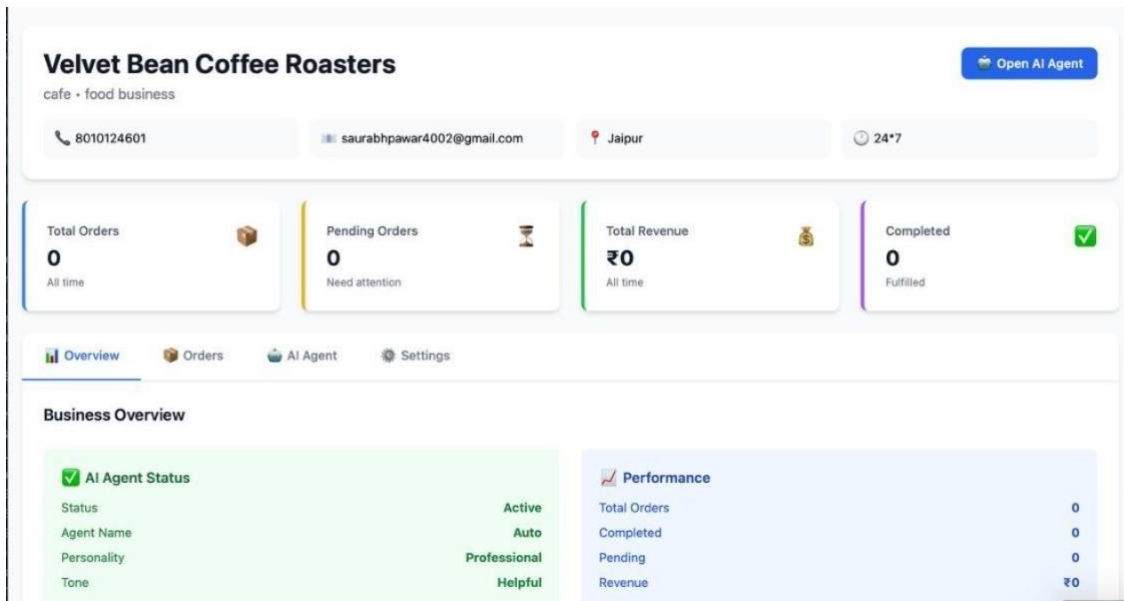 Velvet Bean Coffee Roasters
Open AI Agent
cafe • food business
8010124601
saurabhpawar4002@gmail.com
Jaipur
24*7
Total Orders
0
All time
Pending Orders
0
Need attention
Total Revenue
₹0
All time
Completed
0
Fulfilled
Overview
Orders
AI Agent
Settings
Business Overview
AI Agent Status
Status Active
Agent Name Auto
Personality Professional
Tone Helpful
Performance
Total Orders 0
Completed 0
Pending 0
Revenue ₹0